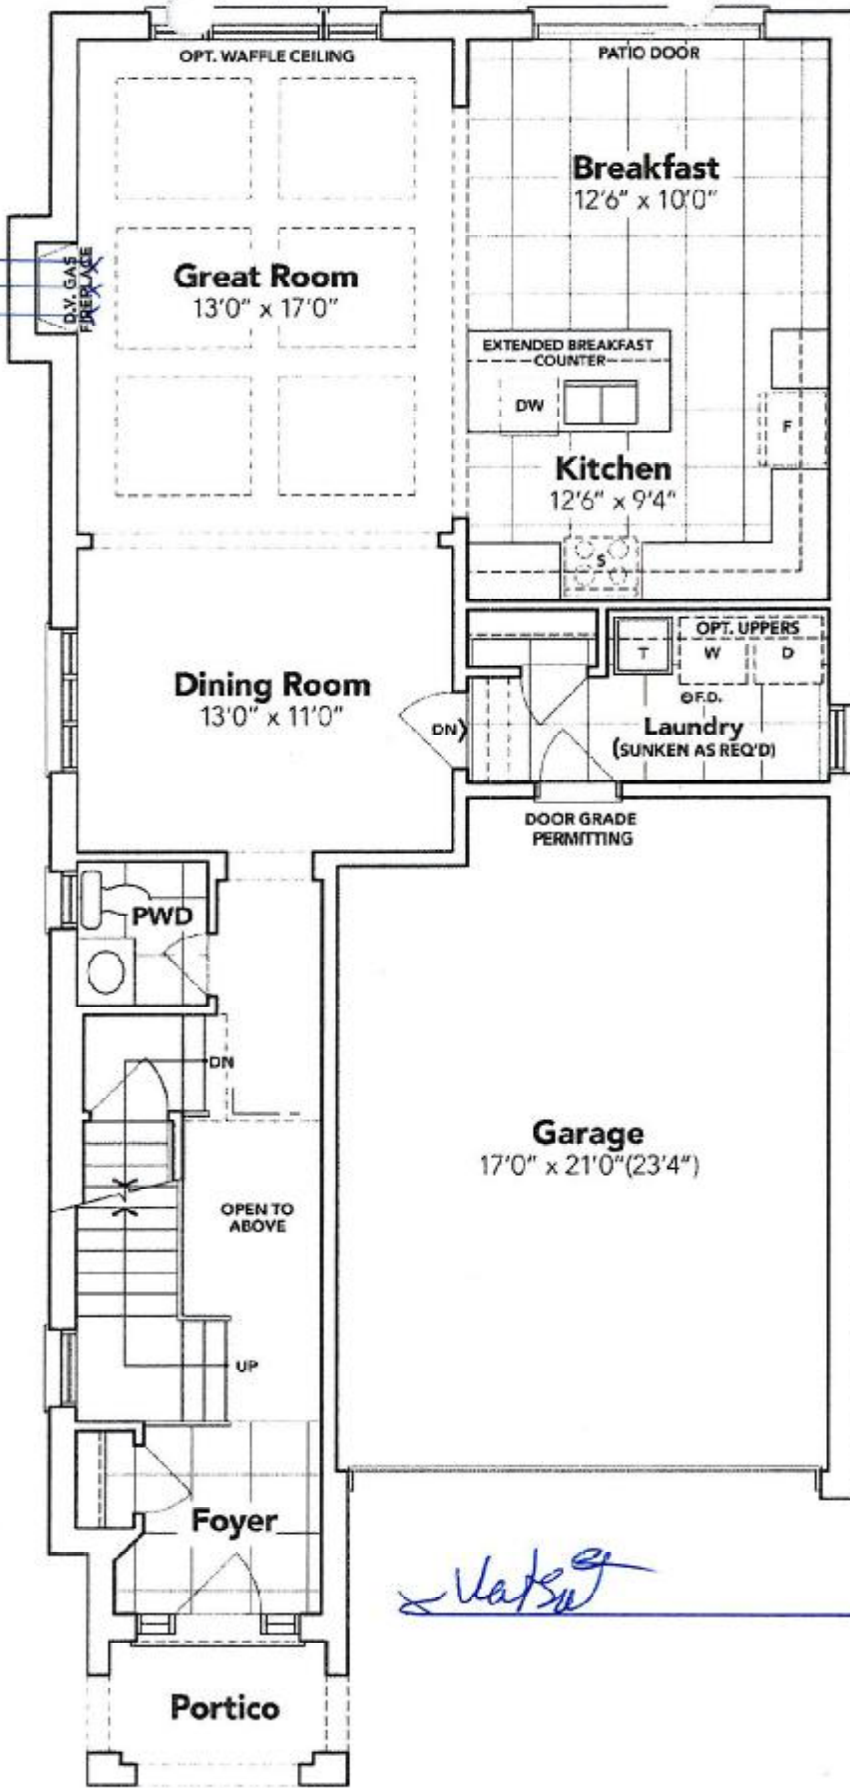 OPT. WAFFLE CEILING
PATIO DOOR
Breakfast
12'6" x 10'0"
D.V. GAS
FIREPLACE
Great Room
13'0" x 17'0"
EXTENDED BREAKFAST
COUNTER
DW
F
Kitchen
12'6" x 9'4"
S
OPT. UPPERS
T
W
D
F.D.
Dining Room
13'0" x 11'0"
DN
Laundry
(SUNKEN AS REQ'D)
DOOR GRADE
PERMITTING
PWD
DN
Garage
17'0" x 21'0"(23'4")
OPEN TO
ABOVE
UP
Foyer
Portico